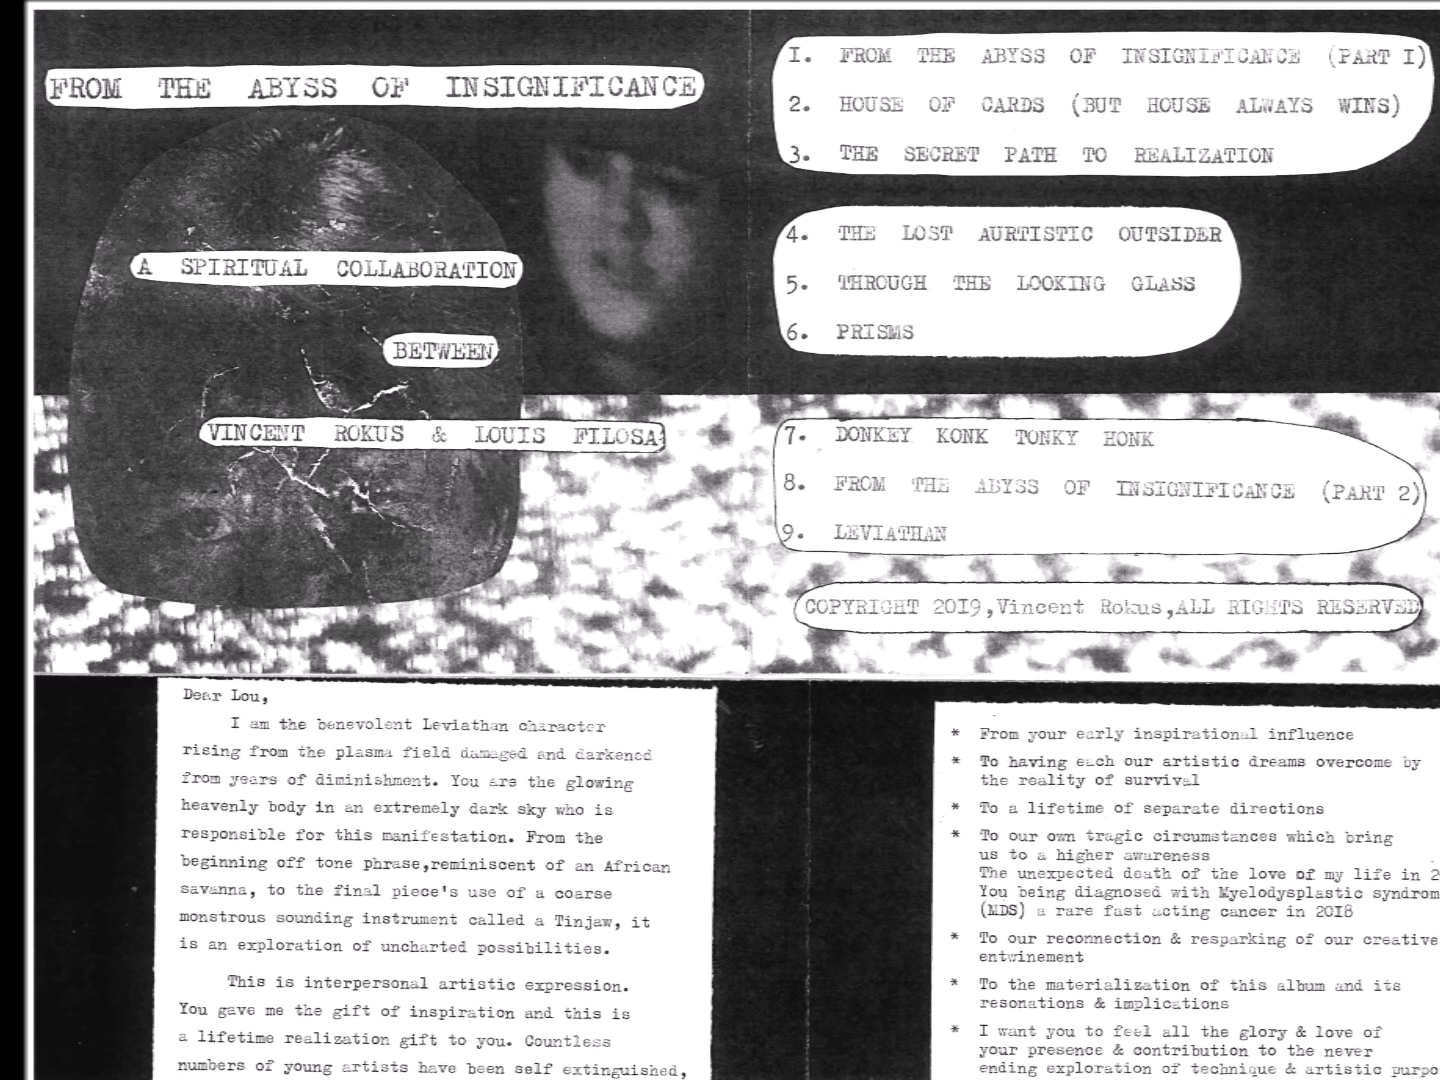 FROM THE ABYSS OF INSIGNIFICANCE
A SPIRITUAL COLLABORATION
BETWEEN
VINCENT ROKUS & LOUIS FILOSA
1. FROM THE ABYSS OF INSIGNIFICANCE (PART I)
2. HOUSE OF CARDS (BUT HOUSE ALWAYS WINS)
3. THE SECRET PATH TO REALIZATION
4. THE LOST AURTISTIC OUTSIDER
5. THROUGH THE LOOKING GLASS
6. PRISMS
7. DONKEY KONK TONKY HONK
8. FROM THE ABYSS OF INSIGNIFICANCE (PART 2)
9. LEVIATHAN
COPYRIGHT 2019,Vincent Rokus,ALL RIGHTS RESERVED
Dear Lou,
I am the benevolent Leviathan character
rising from the plasma field damaged and darkened
from years of diminishment. You are the glowing
heavenly body in an extremely dark sky who is
responsible for this manifestation. From the
beginning off tone phrase,reminiscent of an African
savanna, to the final piece's use of a coarse
monstrous sounding instrument called a Tinjaw, it
is an exploration of uncharted possibilities.
This is interpersonal artistic expression.
You gave me the gift of inspiration and this is
a lifetime realization gift to you. Countless
numbers of young artists have been self extinguished,
* From your early inspirational influence
* To having each our artistic dreams overcome by
the reality of survival
* To a lifetime of separate directions
* To our own tragic circumstances which bring
us to a higher awareness
The unexpected death of the love of my life in
You being diagnosed with Myelodysplastic syndrom
(MDS) a rare fast acting cancer in 2018
* To our reconnection & resparking of our creative
entwinement
* To the materialization of this album and its
resonations & implications
* I want you to feel all the glory & love of
your presence & contribution to the never
ending exploration of technique & artistic purpo